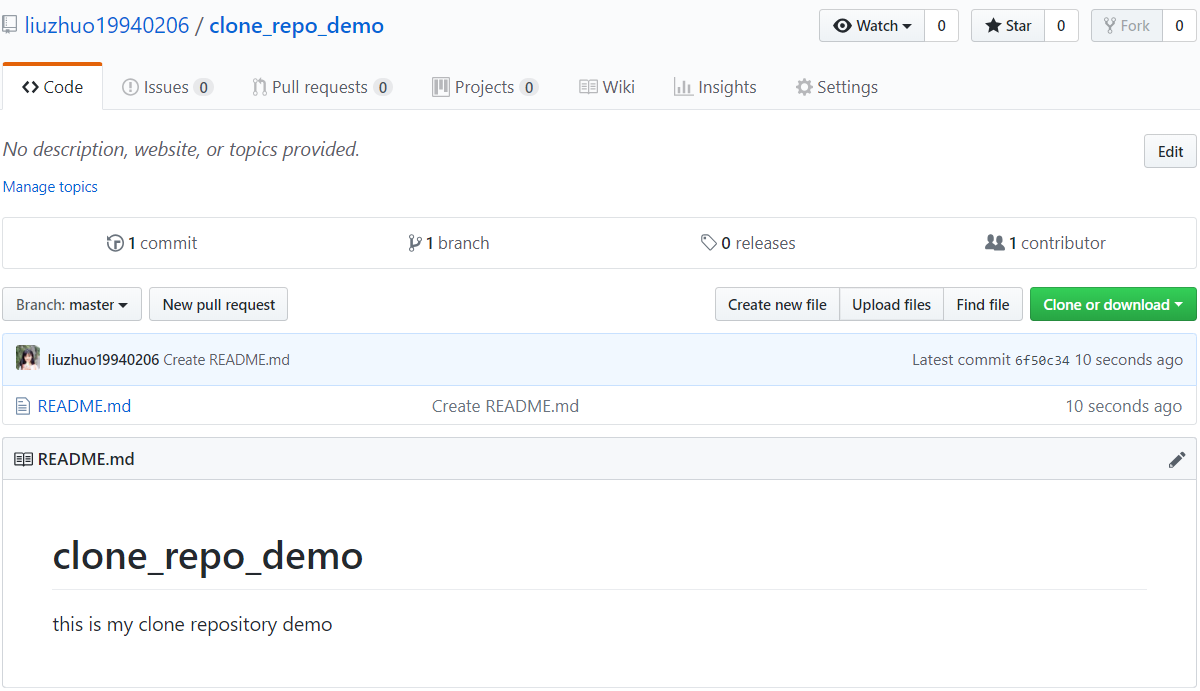 liuzhuo19940206 / clone_repo_demo Watch 0 Star 0 Fork 0
Code Issues 0 Pull requests 0 Projects 0 Wiki Insights Settings
No description, website, or topics provided. Edit
Manage topics
1 commit 1 branch 0 releases 1 contributor
Branch: master New pull request Create new file Upload files Find file Clone or download
liuzhuo19940206 Create README.md Latest commit 6f50c34 10 seconds ago
README.md Create README.md 10 seconds ago
README.md
clone_repo_demo
this is my clone repository demo